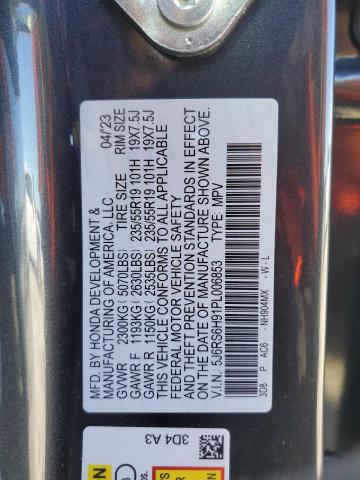 MFD. BY HONDA DEVELOPMENT & 04/23
MANUFACTURING OF AMERICA, LLC
GVWR 2300KG (5070LBS) TIRE SIZE RIM SIZE
GAWR F 1193KG (2630LBS) 235/55R19 101H 19X7.5J
GAWR R 1150KG (2535LBS) 235/55R19 101H 19X7.5J
THIS VEHICLE CONFORMS TO ALL APPLICABLE
FEDERAL MOTOR VEHICLE SAFETY
AND THEFT PREVENTION STANDARDS IN EFFECT
ON THE DATE OF MANUFACTURE SHOWN ABOVE.
V.I.N. 5J6RS6H91PL006853 TYPE: MPV
3D8 P AC6 NH904MX - W - L
3D4 A3